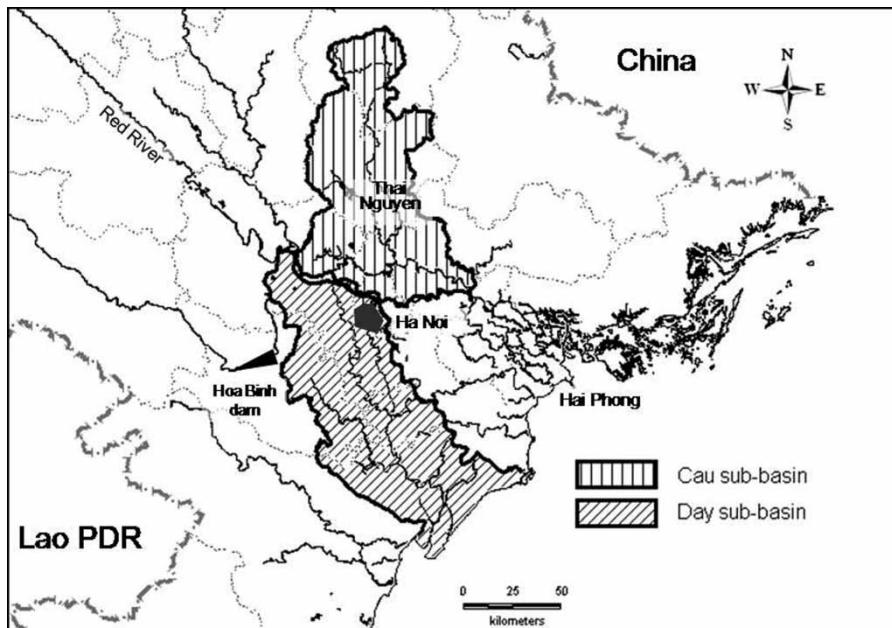 China
N
W E
S
Red River
Thai
Nguyen
Ha Noi
Hoa Binh
dam
Hai Phong
Cau sub-basin
Day sub-basin
Lao PDR
0 25 50
kilometers